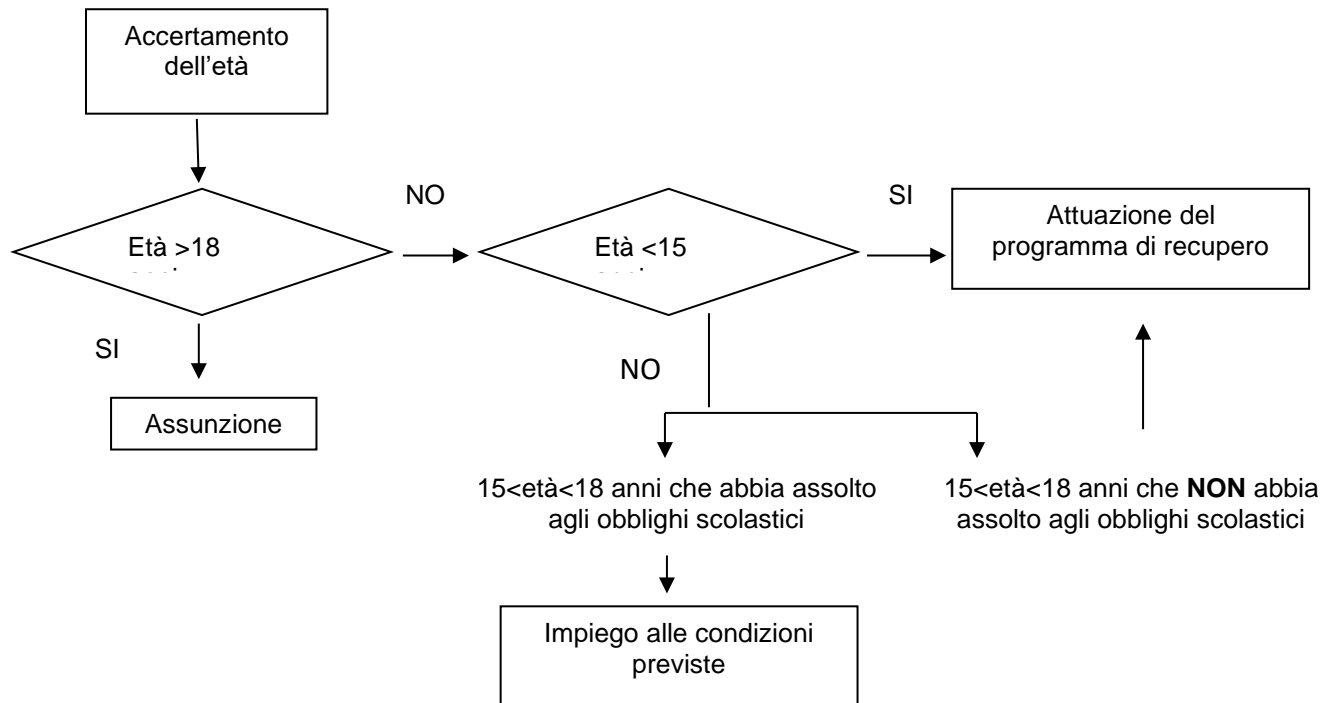 Accertamento
dell'età
NO
SI
Età >18
Età <15
Attuazione del
programma di recupero
SI
NO
Assunzione
15<età<18 anni che abbia assolto
agli obblighi scolastici
15<età<18 anni che NON abbia
assolto agli obblighi scolastici
Impiego alle condizioni
previste